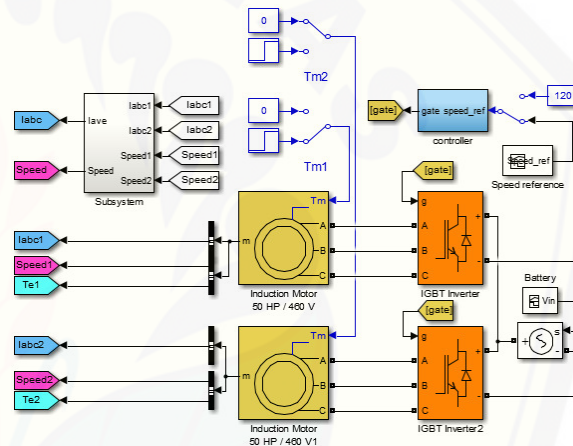 0
Tm2
0
Tm1
Iabc
Speed
Iave
Speed
Iabc1
Iabc2
Speed1
Speed2
Subsystem
Iabc1
Iabc2
Speed1
Speed2
[gate]
gate speed_ref
controller
120
Speed_ref
Speed reference
[gate]
Iabc1
Speed1
Te1
m
Tm
A
B
C
Induction Motor
50 HP / 460 V
g
A
B
C
+
-
IGBT Inverter
Battery
Vin
[gate]
Iabc2
Speed2
Te2
m
Tm
A
B
C
Induction Motor
50 HP / 460 V1
g
A
B
C
+
-
IGBT Inverter2
+
s
-